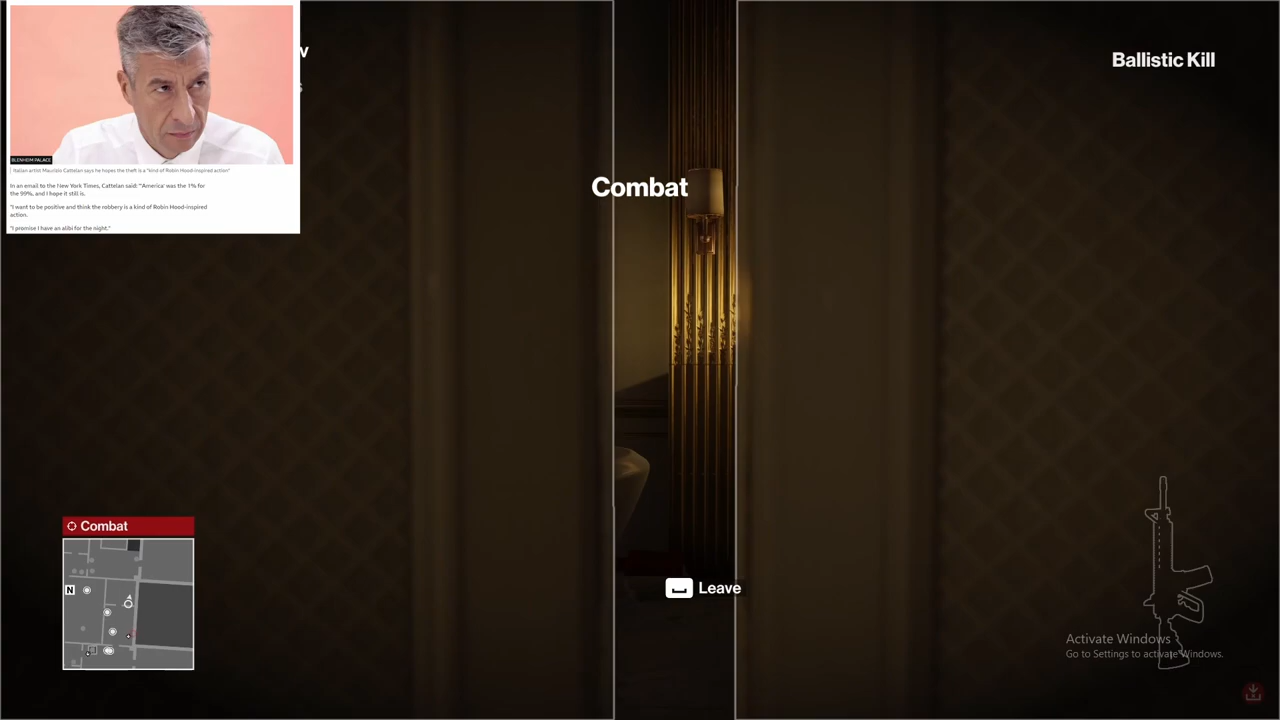 BLENHEIM PALACE
Italian artist Maurizio Cattelan says he hopes the theft is a "kind of Robin Hood-inspired action"
In an email to the New York Times, Cattelan said: "'America' was the 1% for
the 99%, and I hope it still is.
"I want to be positive and think the robbery is a kind of Robin Hood-inspired
action.
"I promise I have an alibi for the night."
Ballistic Kill
Combat
Combat
N
Leave
Activate Windows
Go to Settings to activate Windows.